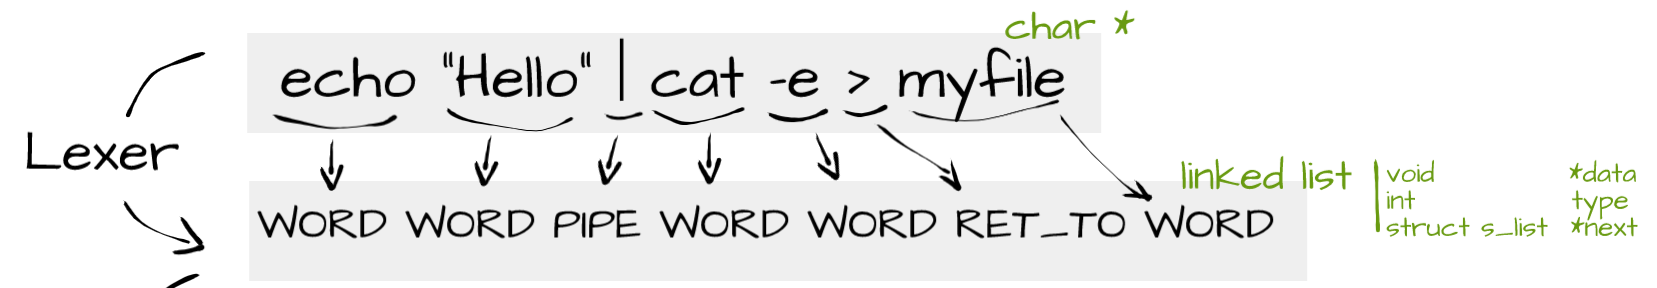 char *
echo "Hello" | cat -e > myfile
Lexer
linked list
void *data
int type
struct s_list *next
WORD WORD PIPE WORD WORD RET_TO WORD